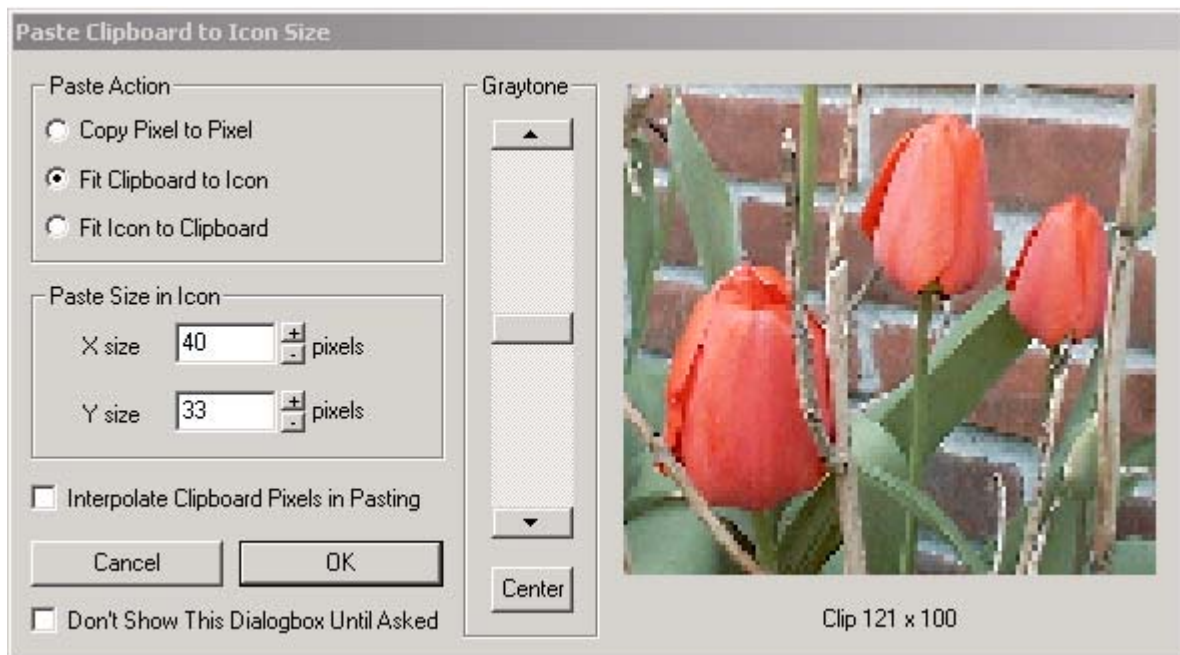 Paste Clipboard to Icon Size
Paste Action
Copy Pixel to Pixel
Fit Clipboard to Icon
Fit Icon to Clipboard
Paste Size in Icon
X size 40 + - pixels
Y size 33 + - pixels
Interpolate Clipboard Pixels in Pasting
Cancel OK
Don't Show This Dialogbox Until Asked
Graytone
Center
Clip 121 x 100